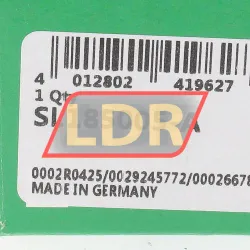 4 012802 419627
1 Qt
LDR
0002R0425/0029245772/00026678
MADE IN GERMANY